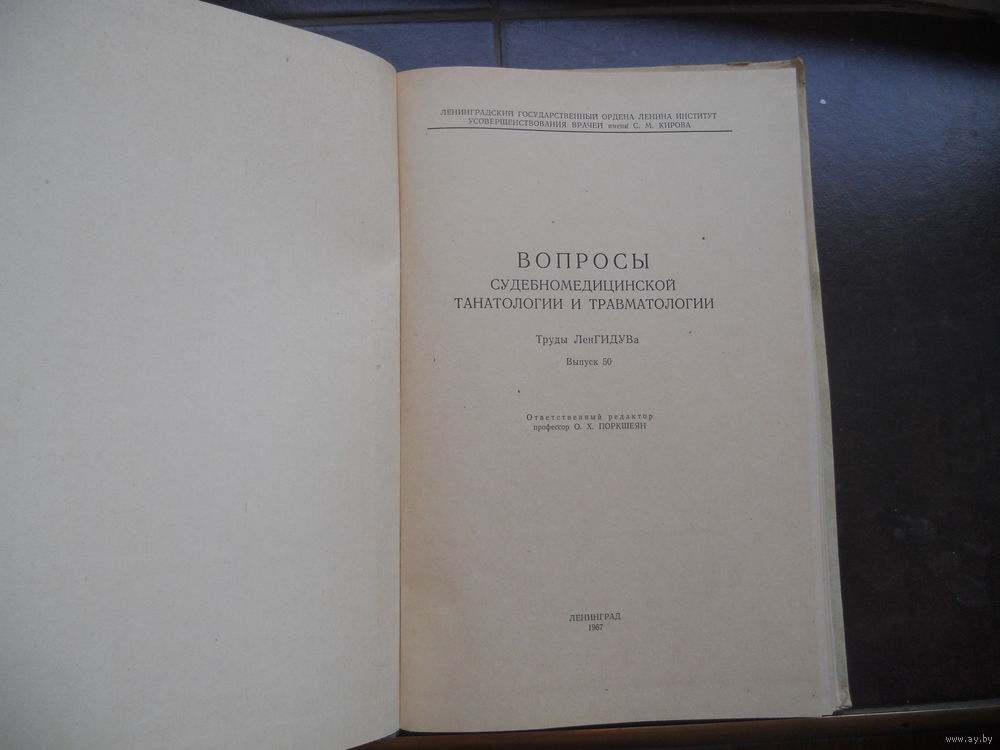 ЛЕНИНГРАДСКИЙ ГОСУДАРСТВЕННЫЙ ОРДЕНА ЛЕНИНА ИНСТИТУТ
УСОВЕРШЕНСТВОВАНИЯ ВРАЧЕЙ имени С. М. КИРОВА
ВОПРОСЫ
СУДЕБНОМЕДИЦИНСКОЙ
ТАНАТОЛОГИИ И ТРАВМАТОЛОГИИ
Труды ЛенГИДУВа
Выпуск 50
Ответственный редактор
профессор О. Х. ПОРКШЕЯН
ЛЕНИНГРАД
1967
www.ay.by